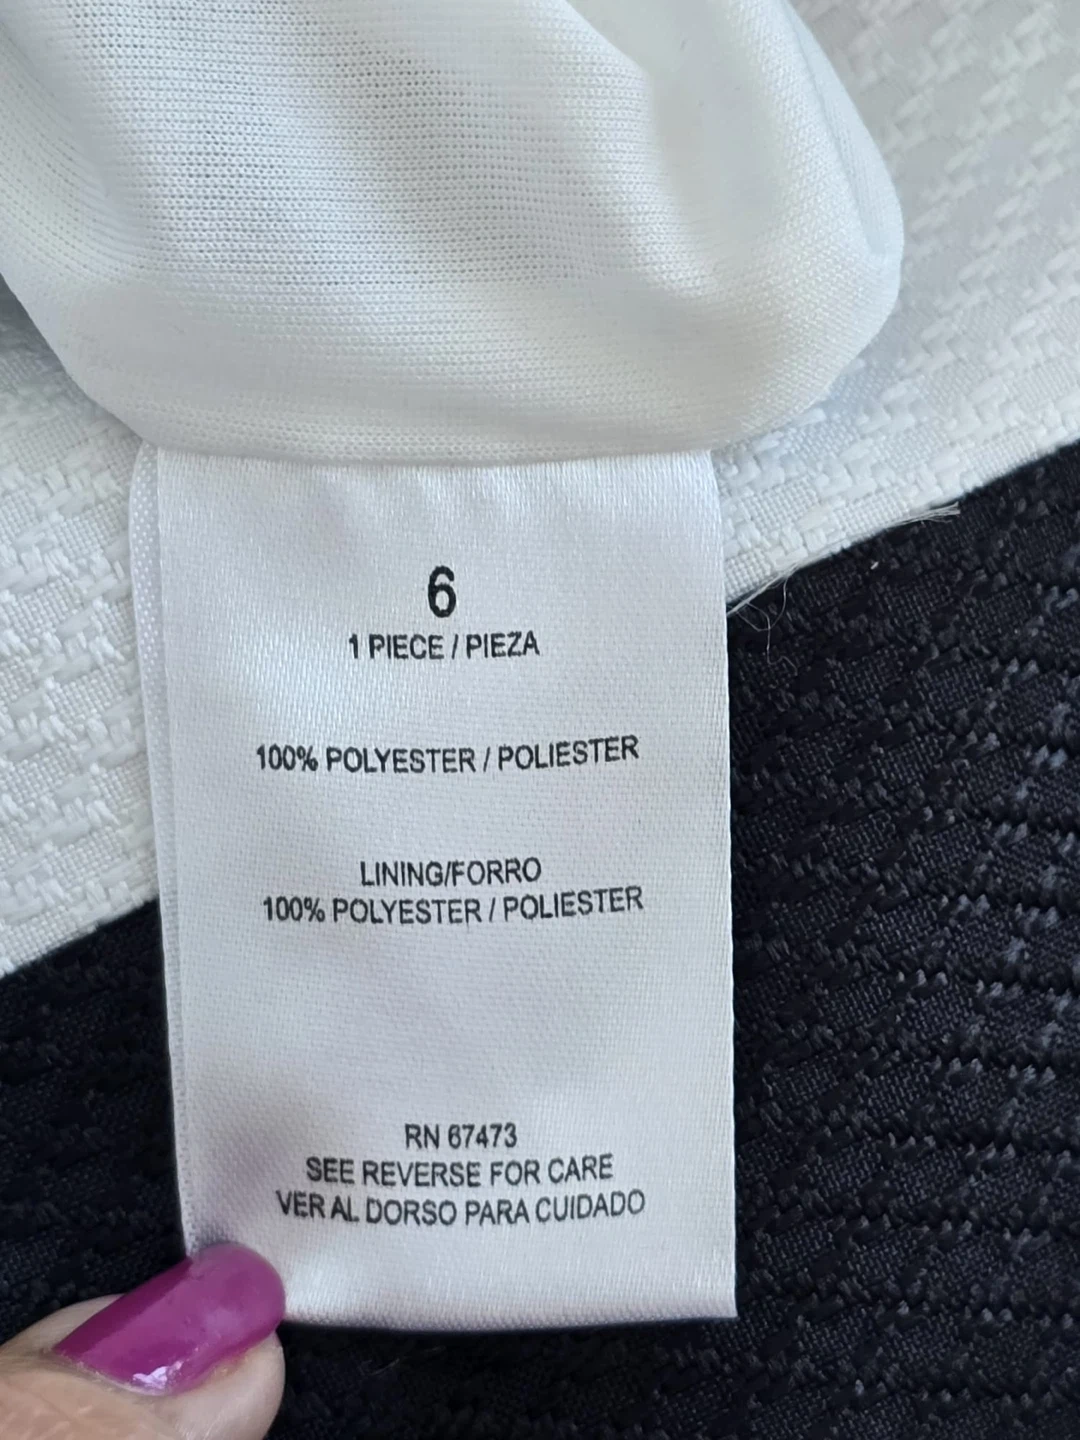 6
1 PIECE / PIEZA
100% POLYESTER / POLIESTER
LINING/FORRO
100% POLYESTER / POLIESTER
RN 67473
SEE REVERSE FOR CARE
VER AL DORSO PARA CUIDADO